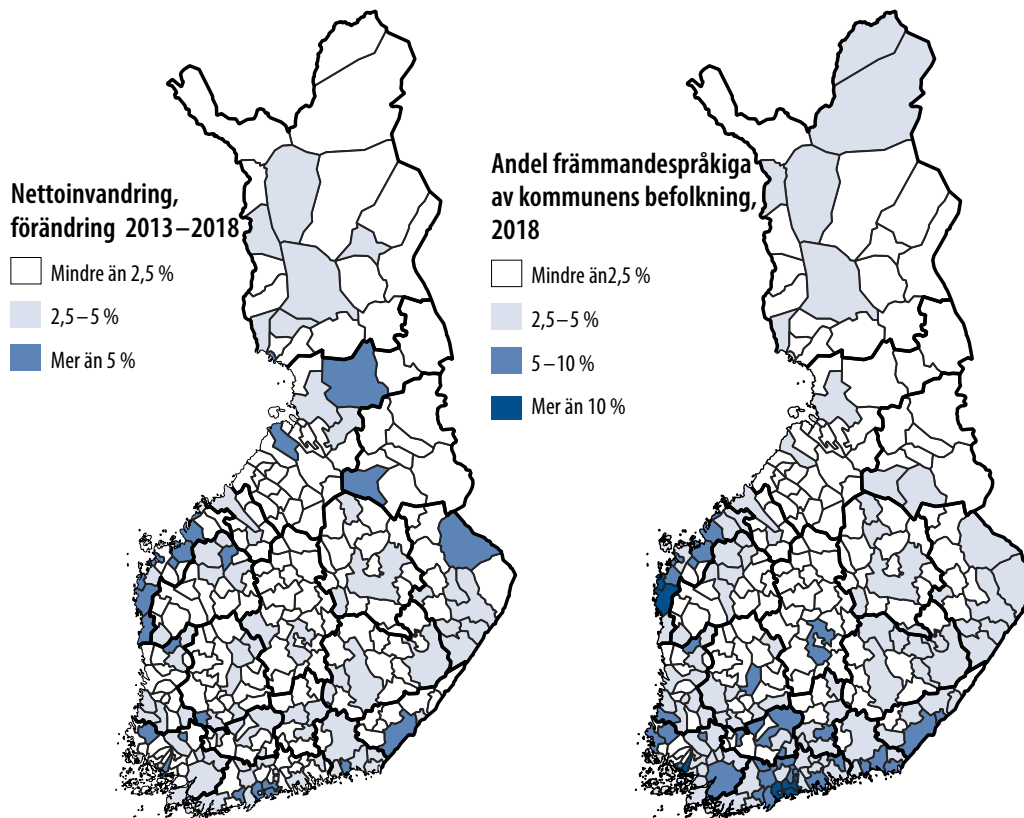 Nettoinvandring,
förändring 2013–2018
Mindre än 2,5 %
2,5–5 %
Mer än 5 %
Andel främmandespråkiga
av kommunens befolkning,
2018
Mindre än2,5 %
2,5–5 %
5–10 %
Mer än 10 %